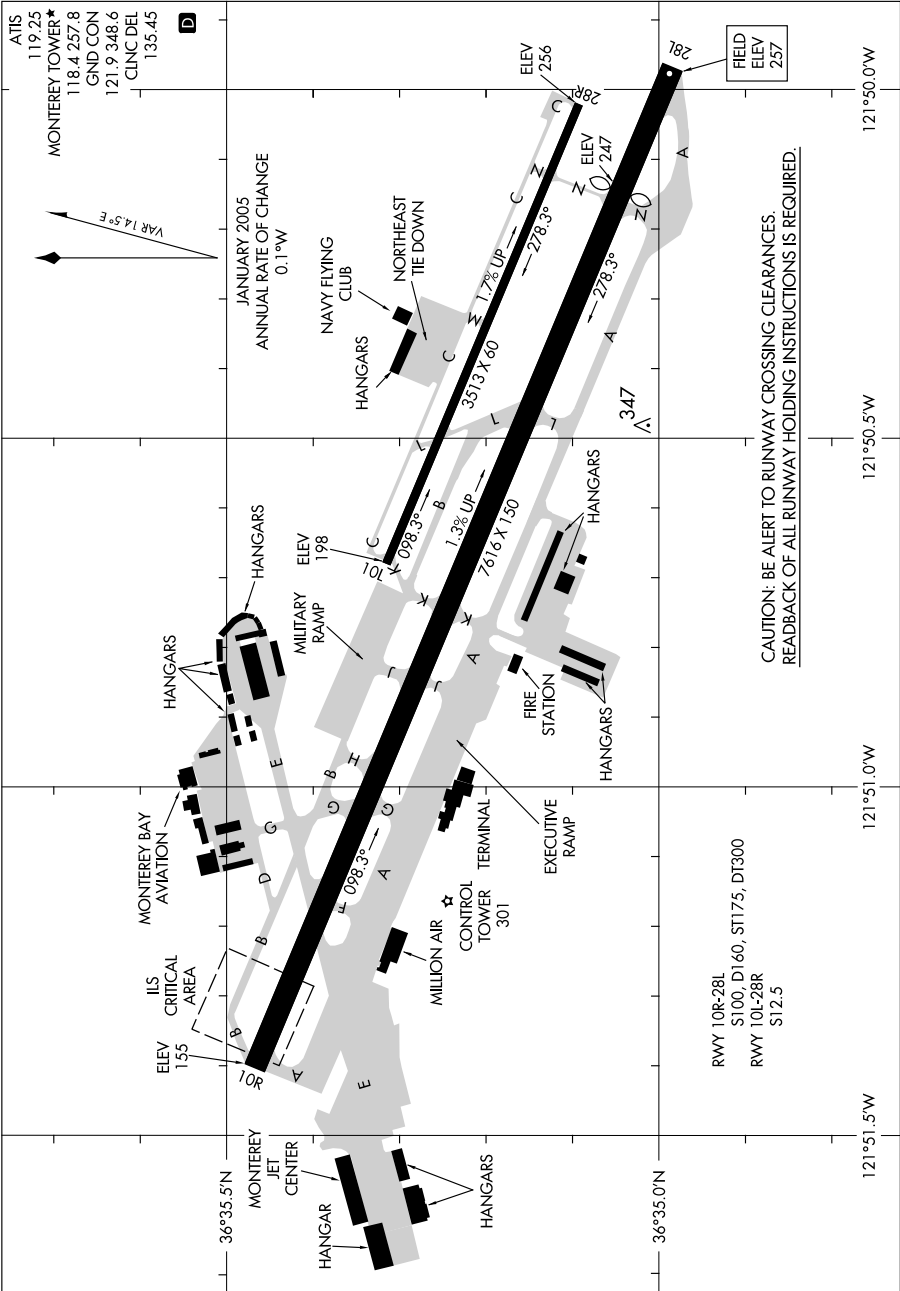 ATIS
119.25
MONTEREY TOWER★
118.4 257.8
GND CON
121.9 348.6
CLNC DEL
135.45
D
VAR 14.5° E
JANUARY 2005
ANNUAL RATE OF CHANGE
0.1°W
HANGARS
HANGARS
MONTEREY BAY
AVIATION
NAVY FLYING
CLUB
HANGARS
NORTHEAST
TIE DOWN
ILS
CRITICAL
AREA
MILITARY
RAMP
ELEV
155
ELEV
198
ELEV
256
ELEV
247
FIELD
ELEV
257
10R
10L
28R
28L
B
B
D
G
E
G
B
H
F
098.3°
G
A
A
E
J
J
K
K
K
A
C
098.3°
L
B
L
L
C
3513 X 60
M
1.7% UP
C
N
C
278.3°
N
N
1.3% UP
7616 X 150
278.3°
A
A
347
MONTEREY
JET
CENTER
HANGAR
HANGARS
MILLION AIR
CONTROL
TOWER
301
TERMINAL
EXECUTIVE
RAMP
FIRE
STATION
HANGARS
HANGARS
RWY 10R-28L
S100, D160, ST175, DT300
RWY 10L-28R
S12.5
CAUTION: BE ALERT TO RUNWAY CROSSING CLEARANCES.
READBACK OF ALL RUNWAY HOLDING INSTRUCTIONS IS REQUIRED.
36°35.5'N
36°35.0'N
121°51.5'W
121°51.0'W
121°50.5'W
121°50.0'W